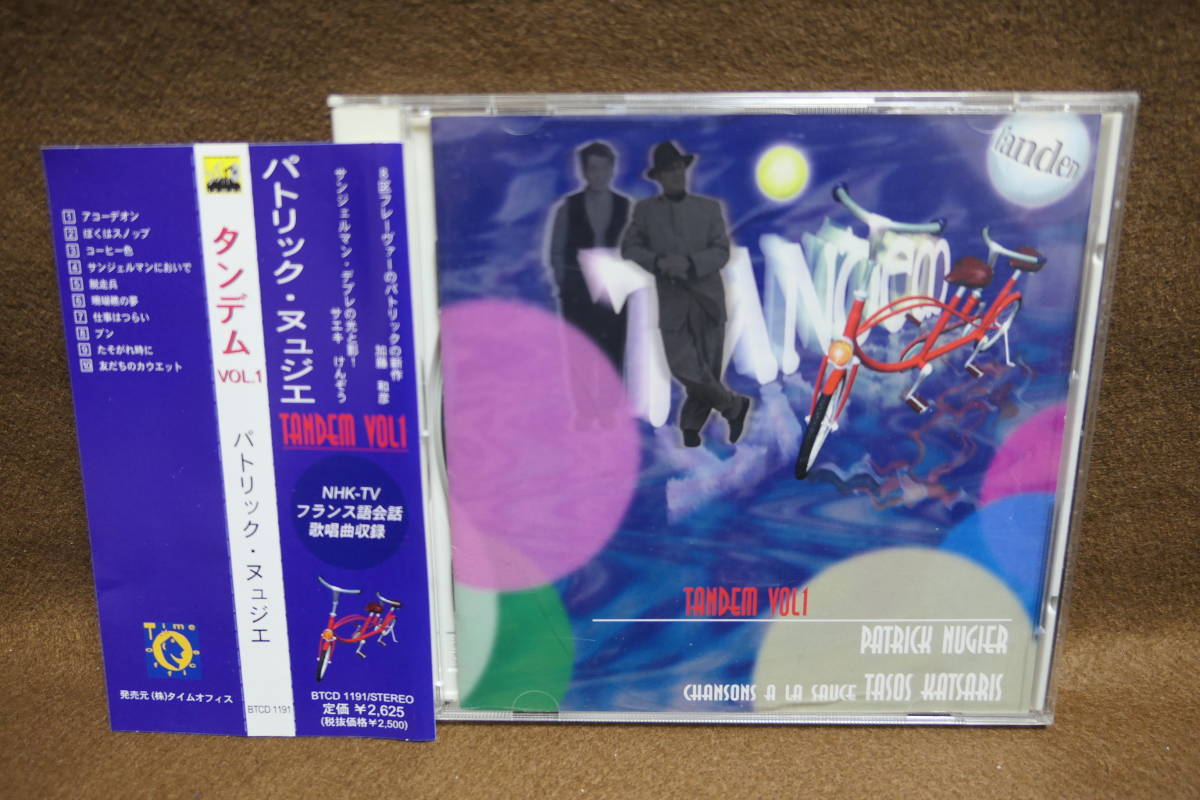 1 アコーデオン
2 ぼくはスノッブ
3 コーヒー色
4 サンジェルマンにおいで
5 脱走兵
6 珊瑚礁の夢
7 仕事はつらい
8 ブン
9 たそがれ時に
10 友だちのカウエット
Time
発売元 (株)タイムオフィス
タンデム
VOL.1
パトリック・ヌュジエ
BTCD 1191
パトリック・ヌュジエ
8区フレーヴァーのパトリックの新作
加藤 和彦
サンジェルマン・デプレの光と影!
サエキ けんぞう
TANDEM VOL1
NHK-TV
フランス語会話
歌唱曲収録
BTCD 1191/STEREO
定価 ¥2,625
(税抜価格¥2,500)
TANDEM
TANDEM VOL1
PATRICK NUGIER
CHANSONS A LA SAUCE TASOS KATSARIS